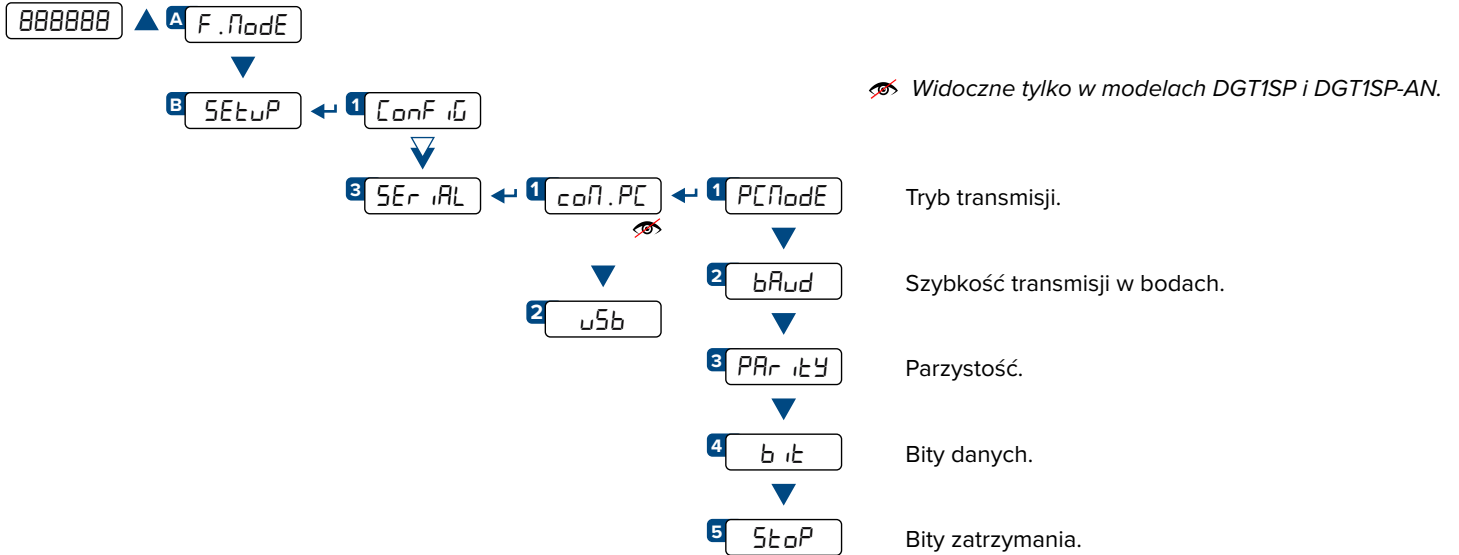 888888 A F.ModE
B SEtuP 1 ConFiG
Widoczne tylko w modelach DGT1SP i DGT1SP-AN.
3 SEriAL 1 coM.PC 1 PCModE Tryb transmisji.
2 bAud Szybkość transmisji w bodach.
2 uSb
3 PAritY Parzystość.
4 bit Bity danych.
5 StoP Bity zatrzymania.